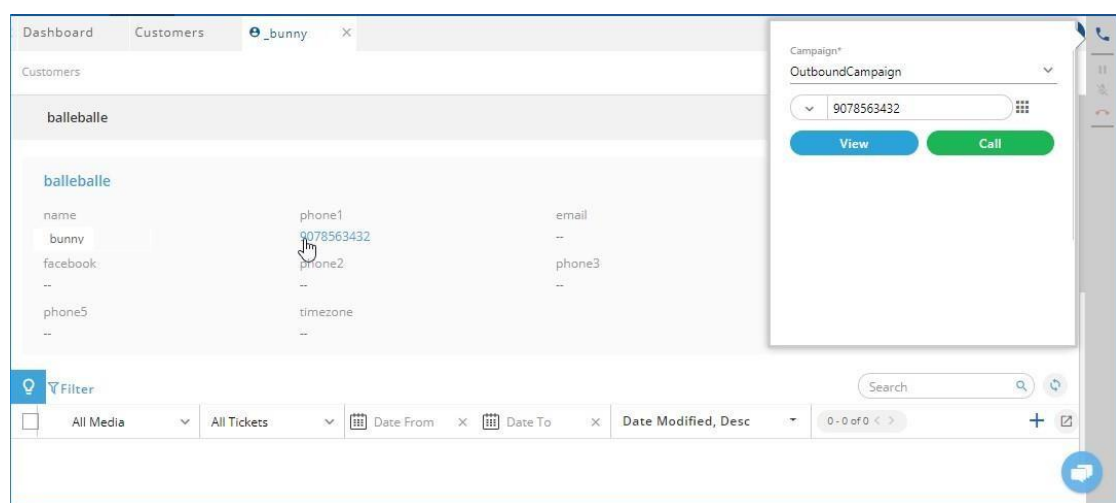 Dashboard Customers _bunny
Customers
balleballe
balleballe
name phone1 email
bunny 9078563432 --
facebook phone2 phone3
-- -- --
phone5 timezone
-- --
Campaign*
OutboundCampaign
9078563432
View Call
Filter Search
All Media All Tickets Date From Date To Date Modified, Desc 0 - 0 of 0